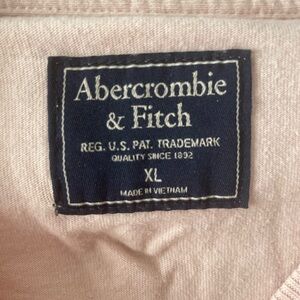 Abercrombie
& Fitch
REG. U.S. PAT. TRADEMARK
QUALITY SINCE 1892
XL
MADE IN VIETNAM